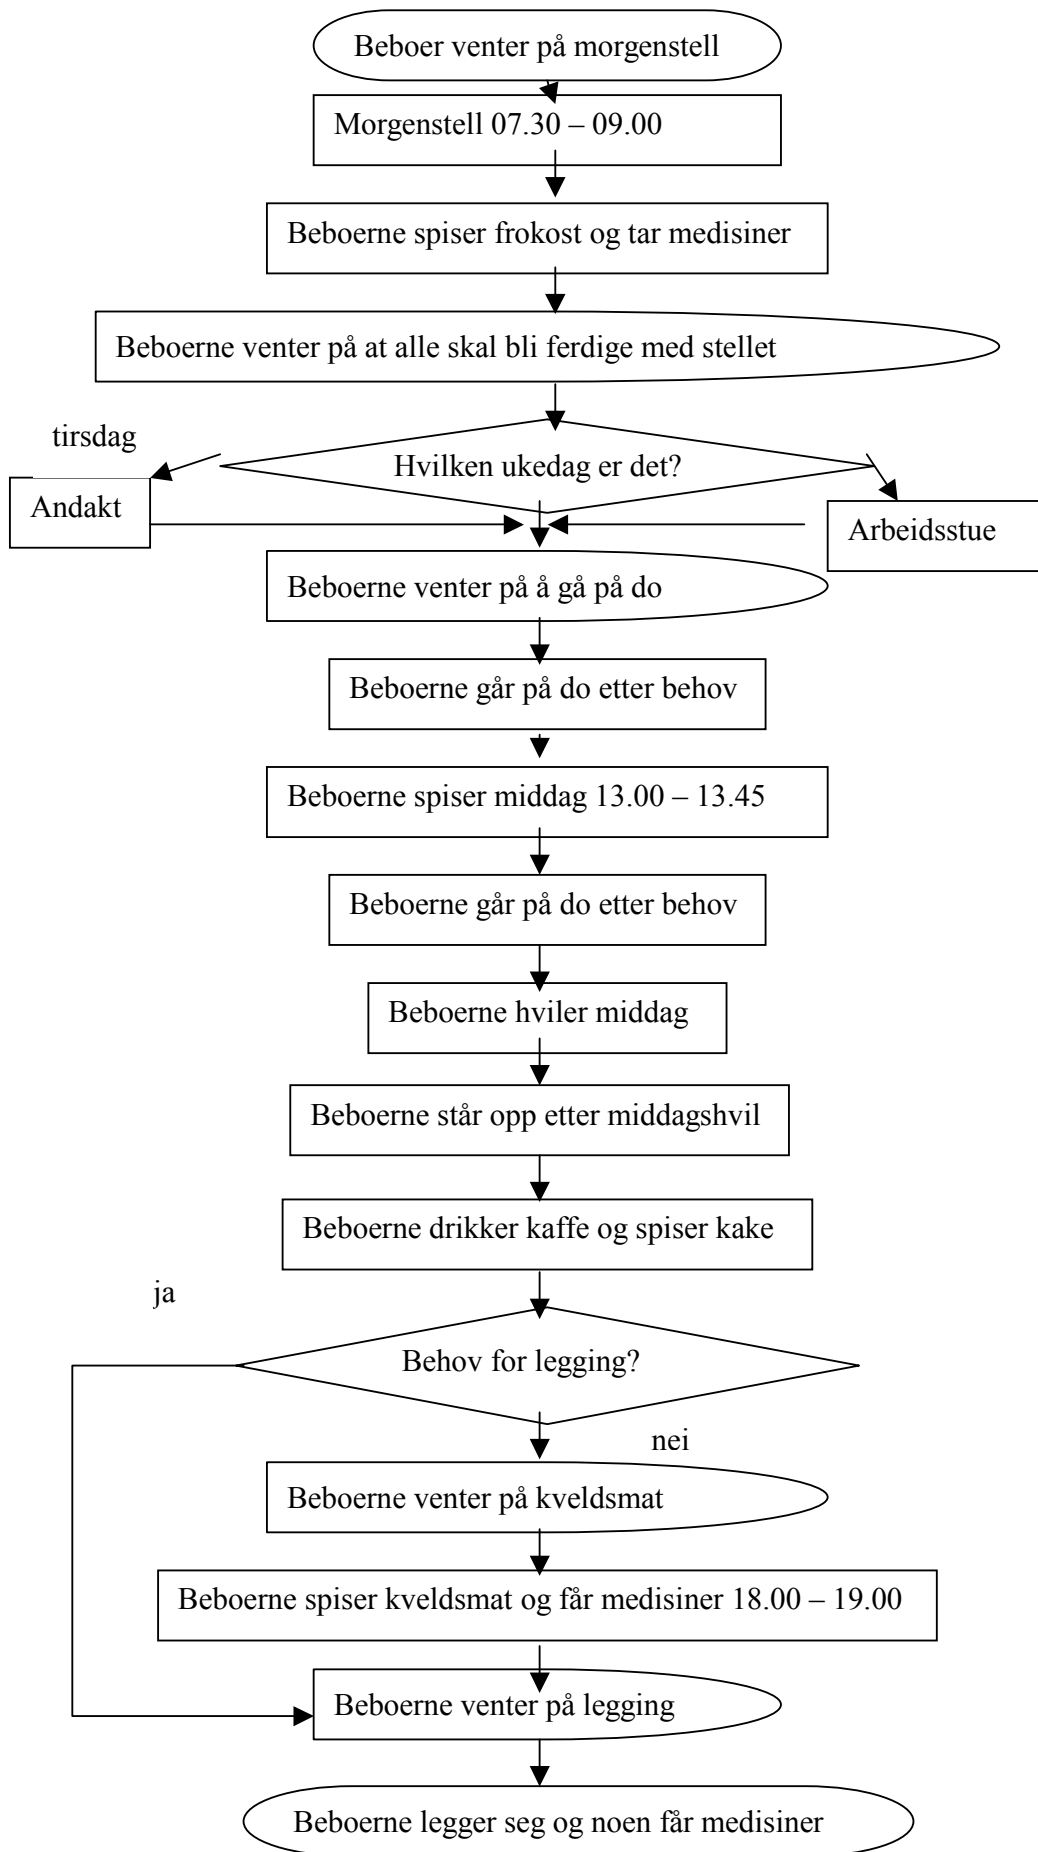 Beboer venter på morgenstell
Morgenstell 07.30 – 09.00
Beboerne spiser frokost og tar medisiner
Beboerne venter på at alle skal bli ferdige med stellet
tirsdag
Hvilken ukedag er det?
Andakt
Arbeidsstue
Beboerne venter på å gå på do
Beboerne går på do etter behov
Beboerne spiser middag 13.00 – 13.45
Beboerne går på do etter behov
Beboerne hviler middag
Beboerne står opp etter middagshvil
Beboerne drikker kaffe og spiser kake
ja
Behov for legging?
nei
Beboerne venter på kveldsmat
Beboerne spiser kveldsmat og får medisiner 18.00 – 19.00
Beboerne venter på legging
Beboerne legger seg og noen får medisiner